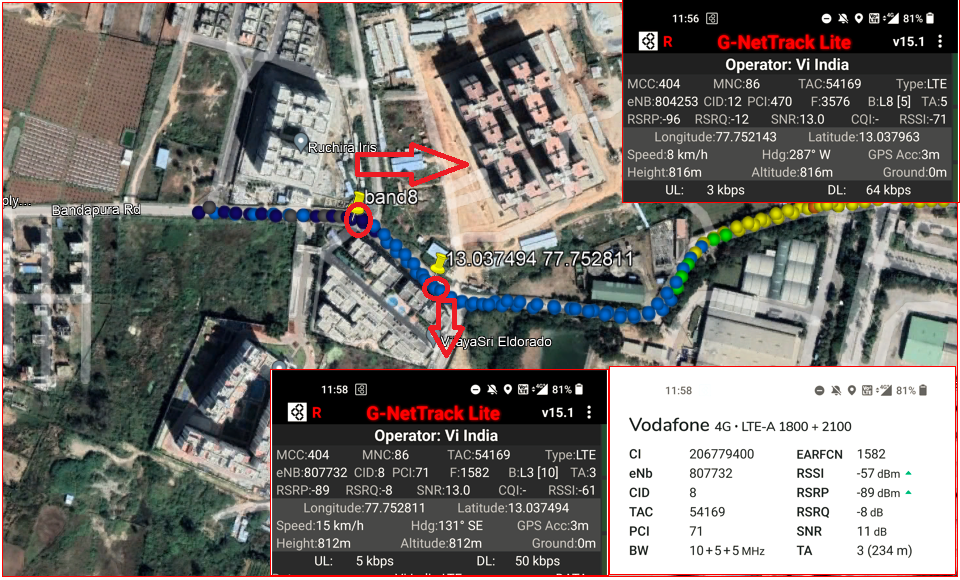 11:56 4G 81%
R G-NetTrack Lite v15.1
Operator: Vi India
MCC:404 MNC:86 TAC:54169 Type:LTE
eNB:804253 CID:12 PCI:470 F:3576 B:L8 [5] TA:5
RSRP:-96 RSRQ:-12 SNR:13.0 CQI:- RSSI:-71
Longitude:77.752143 Latitude:13.037963
Speed:8 km/h Hdg:287° W GPS Acc:3m
Height:816m Altitude:816m Ground:0m
UL: 3 kbps DL: 64 kbps
Ruchira Iris
oly...
Bandapura Rd
band8
13.037494 77.752811
VijayaSri Eldorado
11:58 4G 81%
R G-NetTrack Lite v15.1
Operator: Vi India
MCC:404 MNC:86 TAC:54169 Type:LTE
eNB:807732 CID:8 PCI:71 F:1582 B:L3 [10] TA:3
RSRP:-89 RSRQ:-8 SNR:13.0 CQI:- RSSI:-61
Longitude:77.752811 Latitude:13.037494
Speed:15 km/h Hdg:131° SE GPS Acc:3m
Height:812m Altitude:812m Ground:0m
UL: 5 kbps DL: 50 kbps
11:58 4G 81%
Vodafone 4G • LTE-A 1800 + 2100
CI 206779400 EARFCN 1582
eNb 807732 RSSI -57 dBm
CID 8 RSRP -89 dBm
TAC 54169 RSRQ -8 dB
PCI 71 SNR 11 dB
BW 10 + 5 + 5 MHz TA 3 (234 m)